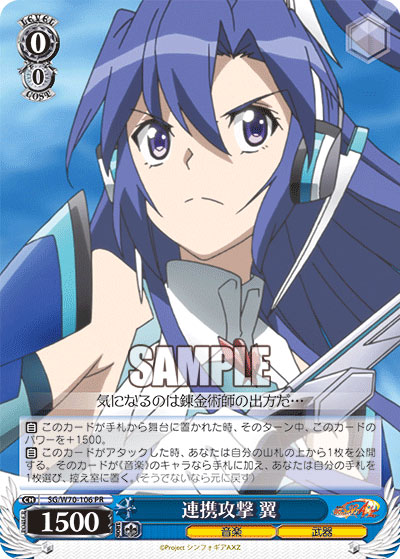 LEVEL
0
0
COST
SAMPLE
気になるのは錬金術師の出方だ…
自 このカードが手札から舞台に置かれた時、そのターン中、このカードの
パワーを+1500。
自 このカードがアタックした時、あなたは自分の山札の上から1枚を公開
する。そのカードが《音楽》のキャラなら手札に加え、あなたは自分の手札を
1枚選び、控え室に置く。(そうでないなら元に戻す)
CH SG/W70-106 PR
1500
連携攻撃 翼
音楽 武器
©Project シンフォギアAXZ